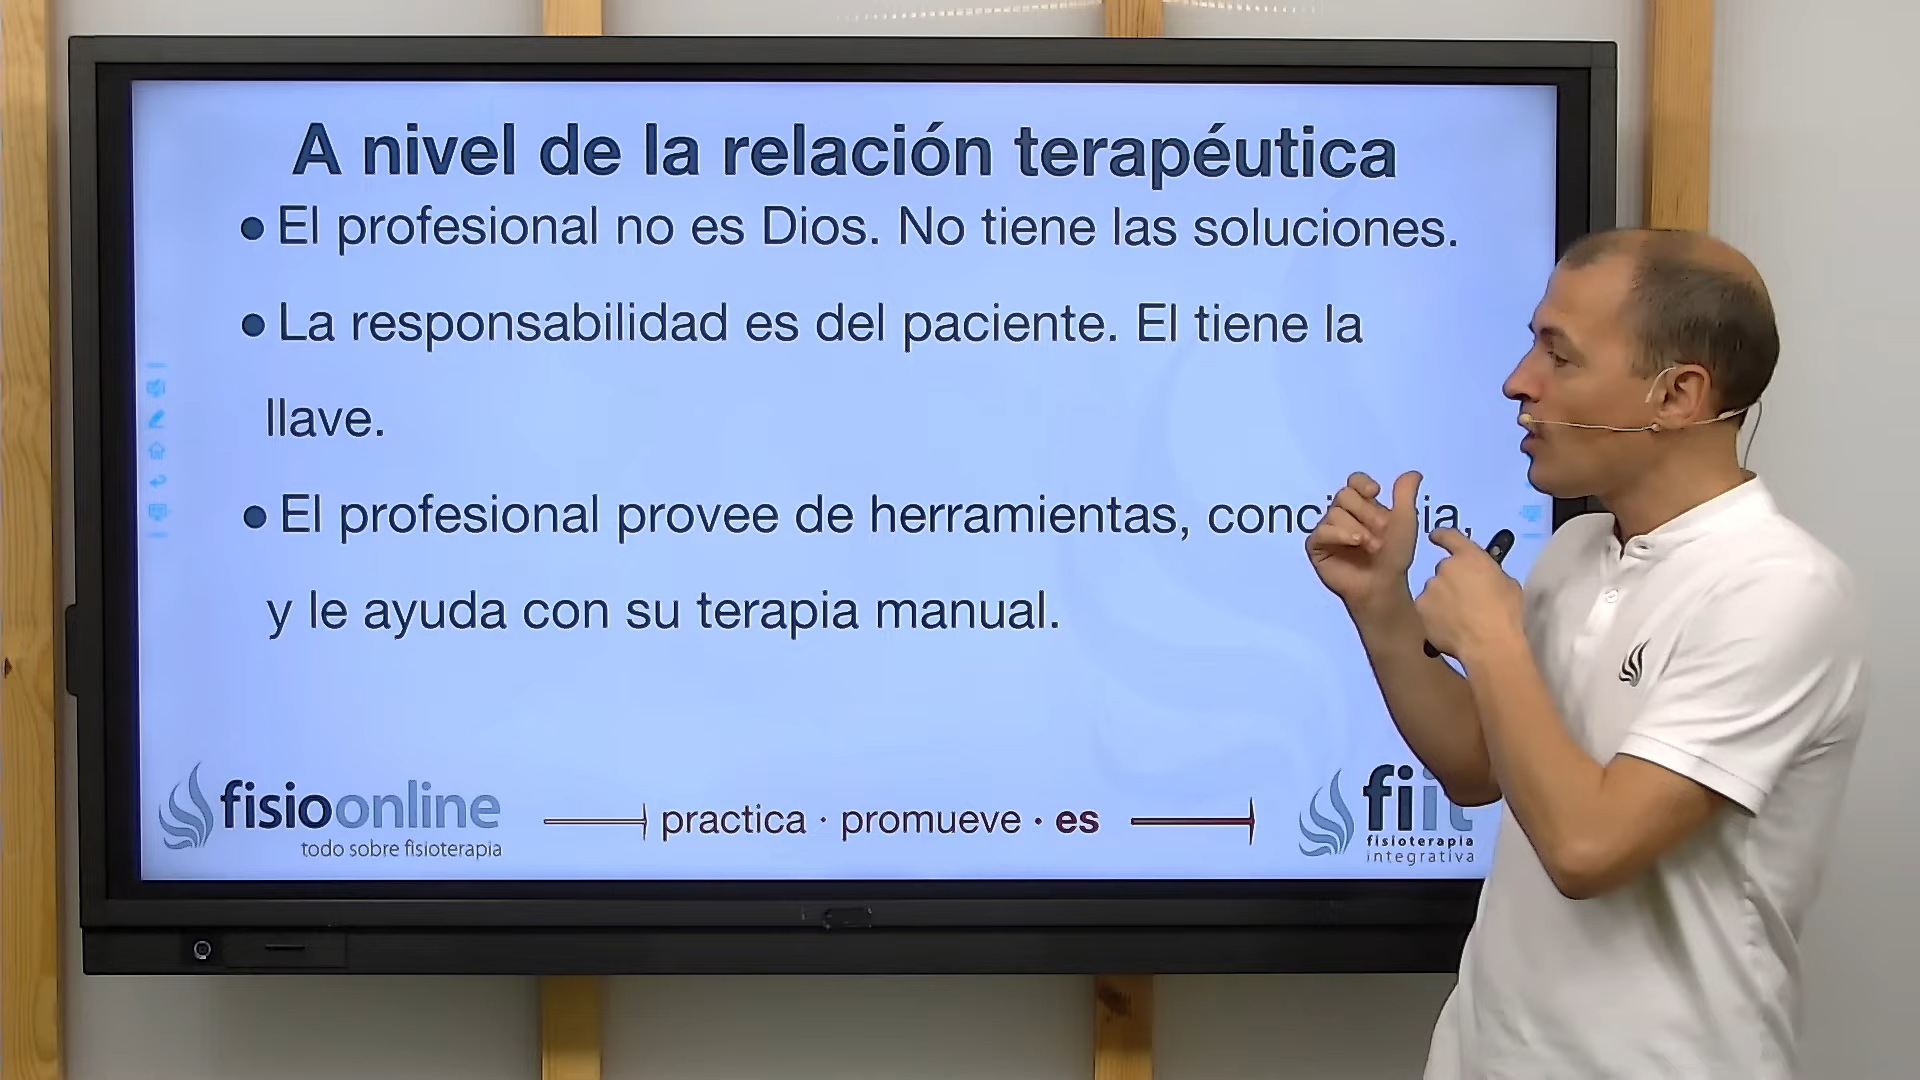 A nivel de la relación terapéutica
• El profesional no es Dios. No tiene las soluciones.
• La responsabilidad es del paciente. El tiene la
llave.
• El profesional provee de herramientas,
y le ayuda con su terapia manual.
fisioonline
todo sobre fisioterapia
practica · promueve · es
fiit
fisioterapia
integrativa